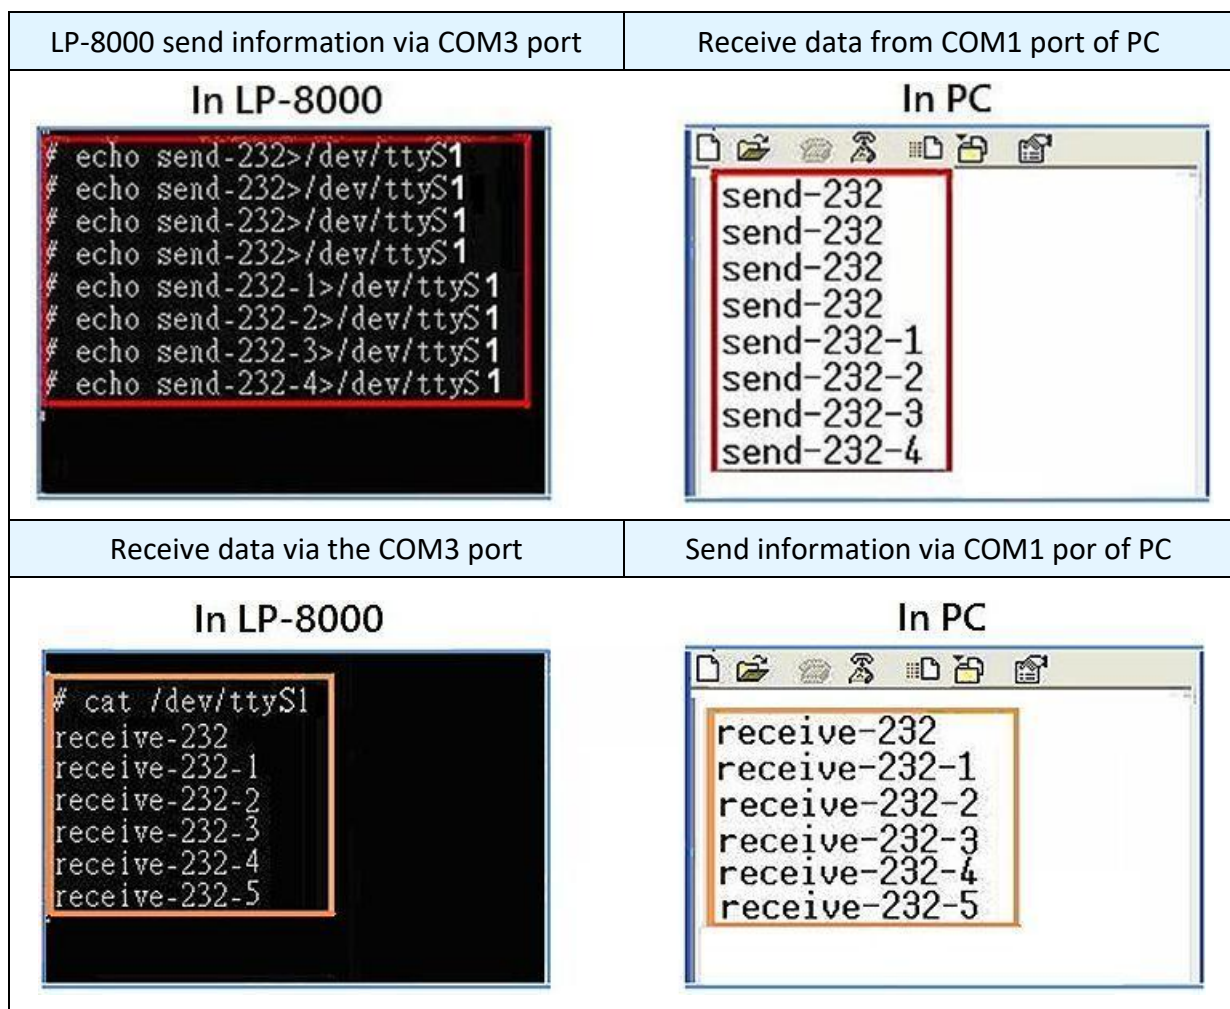 LP-8000 send information via COM3 port
Receive data from COM1 port of PC
In LP-8000
# echo send-232>/dev/ttyS1
# echo send-232>/dev/ttyS1
# echo send-232>/dev/ttyS1
# echo send-232>/dev/ttyS1
# echo send-232-1>/dev/ttyS1
# echo send-232-2>/dev/ttyS1
# echo send-232-3>/dev/ttyS1
# echo send-232-4>/dev/ttyS1
In PC
send-232
send-232
send-232
send-232
send-232-1
send-232-2
send-232-3
send-232-4
Receive data via the COM3 port
Send information via COM1 por of PC
In LP-8000
# cat /dev/ttyS1
receive-232
receive-232-1
receive-232-2
receive-232-3
receive-232-4
receive-232-5
In PC
receive-232
receive-232-1
receive-232-2
receive-232-3
receive-232-4
receive-232-5